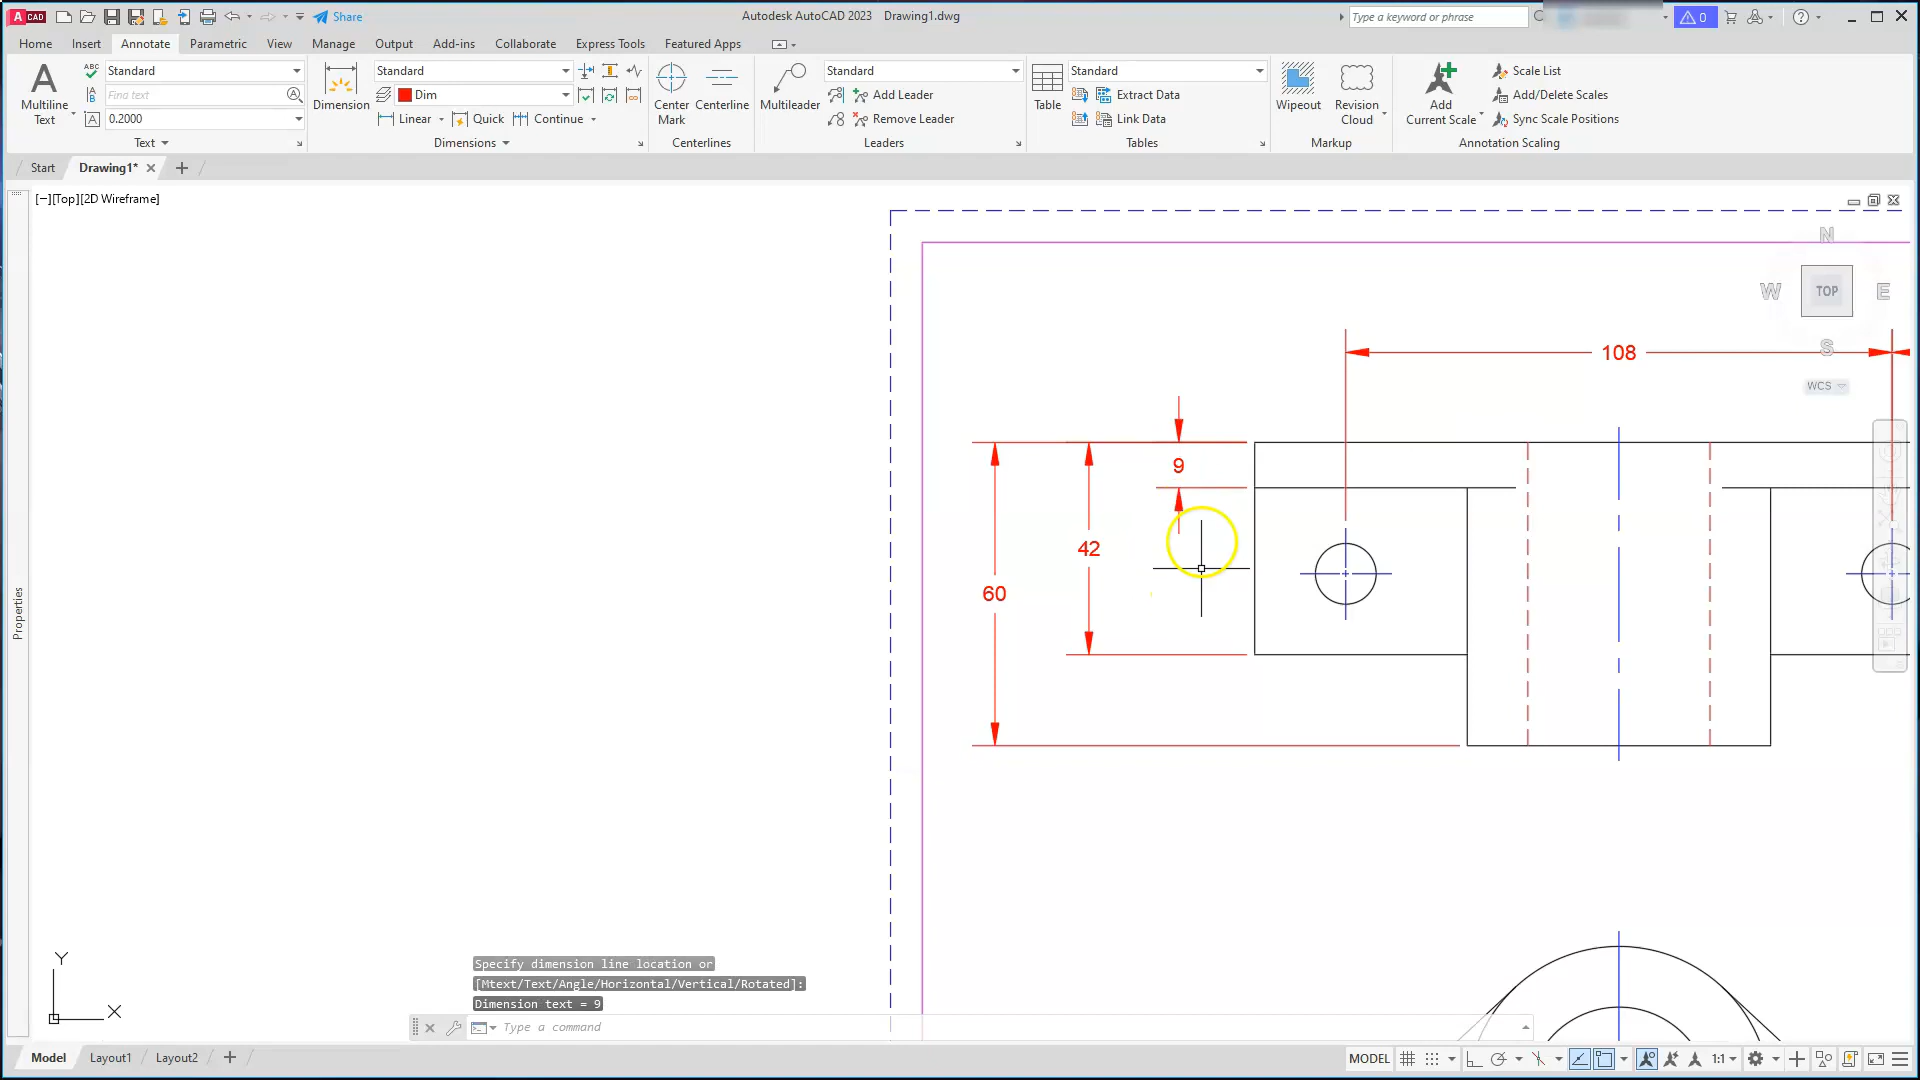 A CAD
Share
Autodesk AutoCAD 2023 Drawing1.dwg
Type a keyword or phrase
0
Home Insert Annotate Parametric View Manage Output Add-ins Collaborate Express Tools Featured Apps
Multiline Text
ABC
Standard
Find text
0.2000
Text
Dimension
Standard
Dim
Linear Quick Continue
Dimensions
Center Mark
Centerline
Centerlines
Multileader
Standard
Add Leader
Remove Leader
Leaders
Table
Standard
Extract Data
Link Data
Tables
Wipeout
Revision Cloud
Markup
Add Current Scale
Scale List
Add/Delete Scales
Sync Scale Positions
Annotation Scaling
Start Drawing1*
[−][Top][2D Wireframe]
N
W TOP E
S
WCS
108
9
42
60
Properties
Y
X
Specify dimension line location or
[Mtext/Text/Angle/Horizontal/Vertical/Rotated]:
Dimension text = 9
Type a command
Model Layout1 Layout2
MODEL
1:1